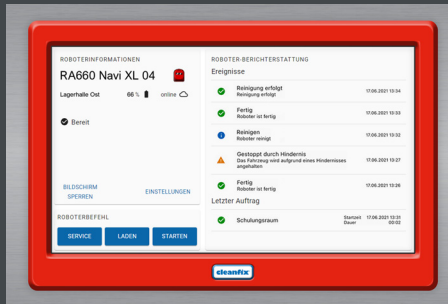 ROBOTERINFORMATIONEN
RA660 Navi XL 04
Lagerhalle Ost 66 % online
Bereit
BILDSCHIRM
SPERREN
EINSTELLUNGEN
ROBOTERBEFEHL
SERVICE LADEN STARTEN
ROBOTER-BERICHTERSTATTUNG
Ereignisse
Reinigung erfolgt
Reinigung erfolgt
17.06.2021 13:34
Fertig
Roboter ist fertig
17.06.2021 13:33
Reinigen
Roboter reinigt
17.06.2021 13:32
Gestoppt durch Hindernis
Das Fahrzeug wird aufgrund eines Hindernisses
angehalten
17.06.2021 13:27
Fertig
Roboter ist fertig
17.05.2021 13:26
Letzter Auftrag
Schulungsraum
Startzeit 17.06.2021 13:31
Dauer 00:02
cleanfix